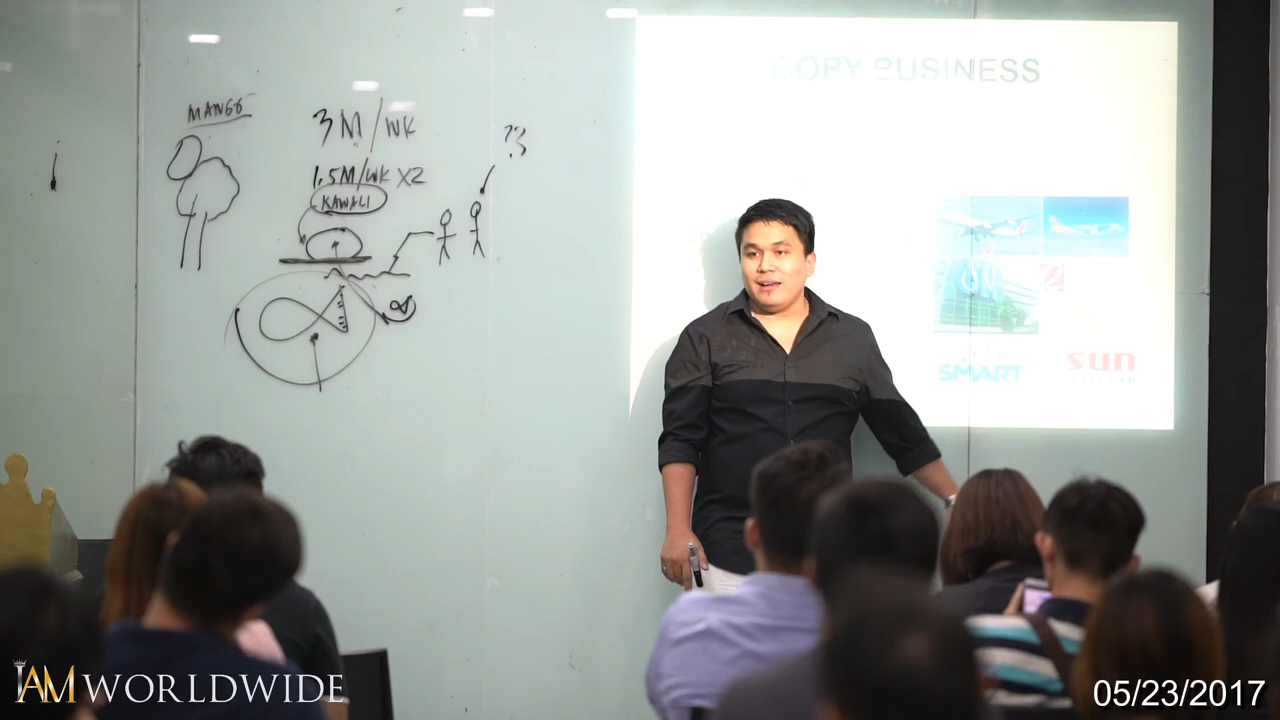 MANGO
3M/WK
1.5M/WK X2
KAWALI
??
COPY BUSINESS
SMART
SUN
IAM WORLDWIDE
05/23/2017